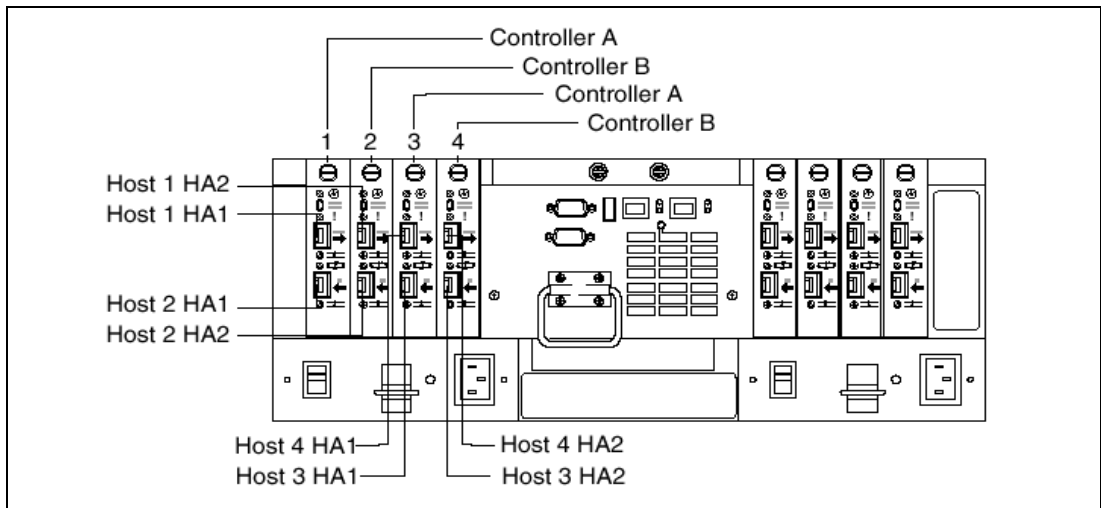 Controller A
Controller B
Controller A
Controller B
1 2 3 4
Host 1 HA2
Host 1 HA1
Host 2 HA1
Host 2 HA2
Host 4 HA1 Host 4 HA2
Host 3 HA1 Host 3 HA2